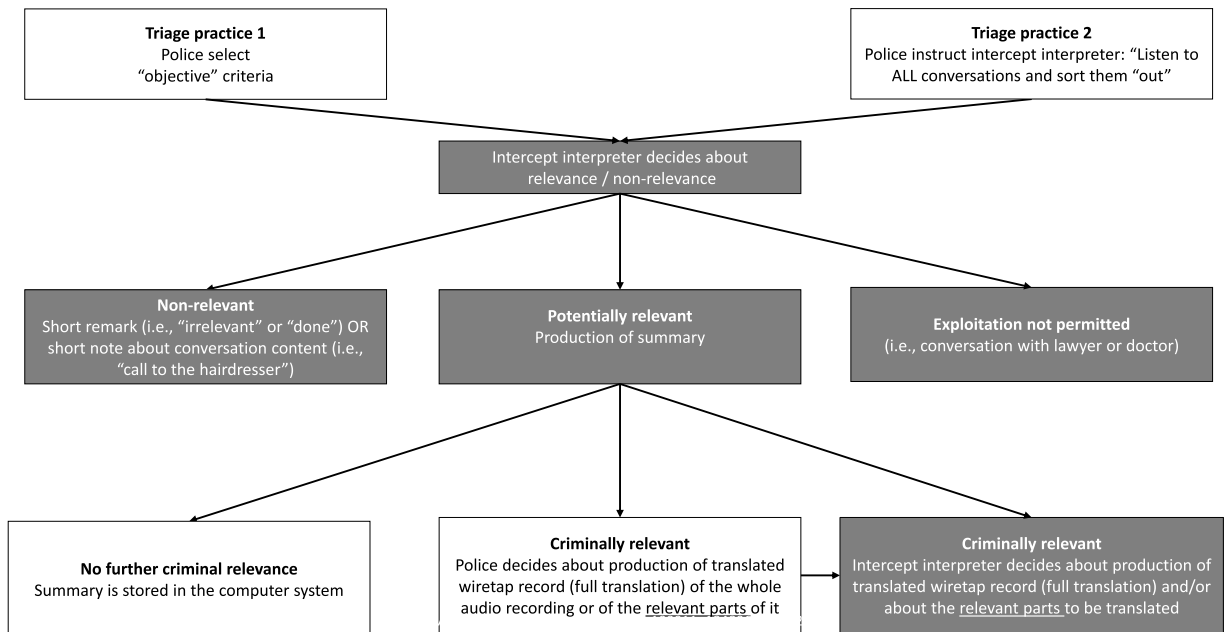 Triage practice 1
Police select
“objective” criteria
Triage practice 2
Police instruct intercept interpreter: “Listen to
ALL conversations and sort them “out”
Intercept interpreter decides about
relevance / non-relevance
Non-relevant
Short remark (i.e., “irrelevant” or “done”) OR
short note about conversation content (i.e.,
“call to the hairdresser”)
Potentially relevant
Production of summary
Exploitation not permitted
(i.e., conversation with lawyer or doctor)
No further criminal relevance
Summary is stored in the computer system
Criminally relevant
Police decides about production of translated
wiretap record (full translation) of the whole
audio recording or of the relevant parts of it
Criminally relevant
Intercept interpreter decides about production of
translated wiretap record (full translation) and/or
about the relevant parts to be translated